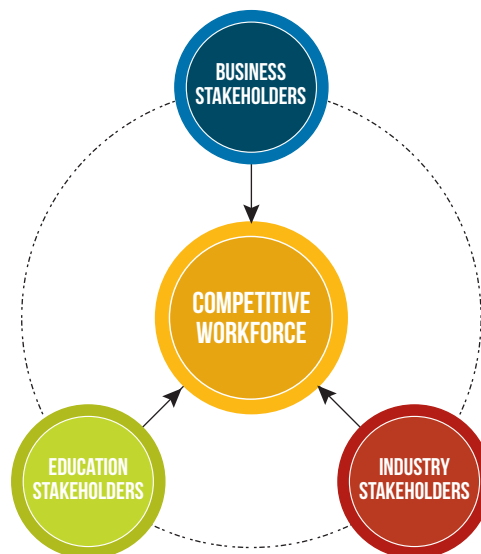 BUSINESS
STAKEHOLDERS
COMPETITIVE
WORKFORCE
EDUCATION
STAKEHOLDERS
INDUSTRY
STAKEHOLDERS